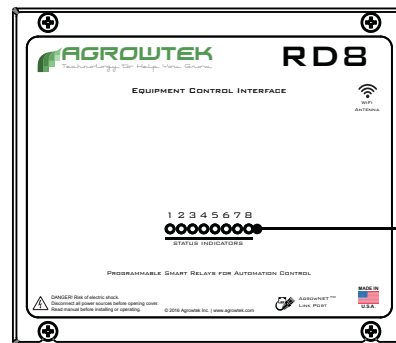 AGROWTEK
Technology To Help You Grow
RD8
EQUIPMENT CONTROL INTERFACE
WI-FI
ANTENNA
1 2 3 4 5 6 7 8
STATUS INDICATORS
PROGRAMMABLE SMART RELAYS FOR AUTOMATION CONTROL
DANGER! Risk of electric shock.
Disconnect all power sources before opening cover.
Read manual before installing or operating.
© 2016 Agrowtek Inc. | www.agrowtek.com
AGROWNET™
LINK PORT
MADE IN
U.S.A.